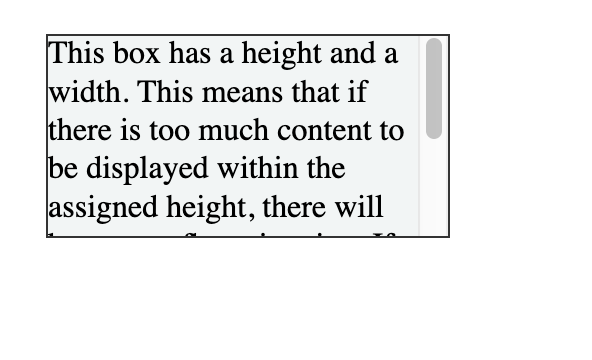 This box has a height and a
width. This means that if
there is too much content to
be displayed within the
assigned height, there will